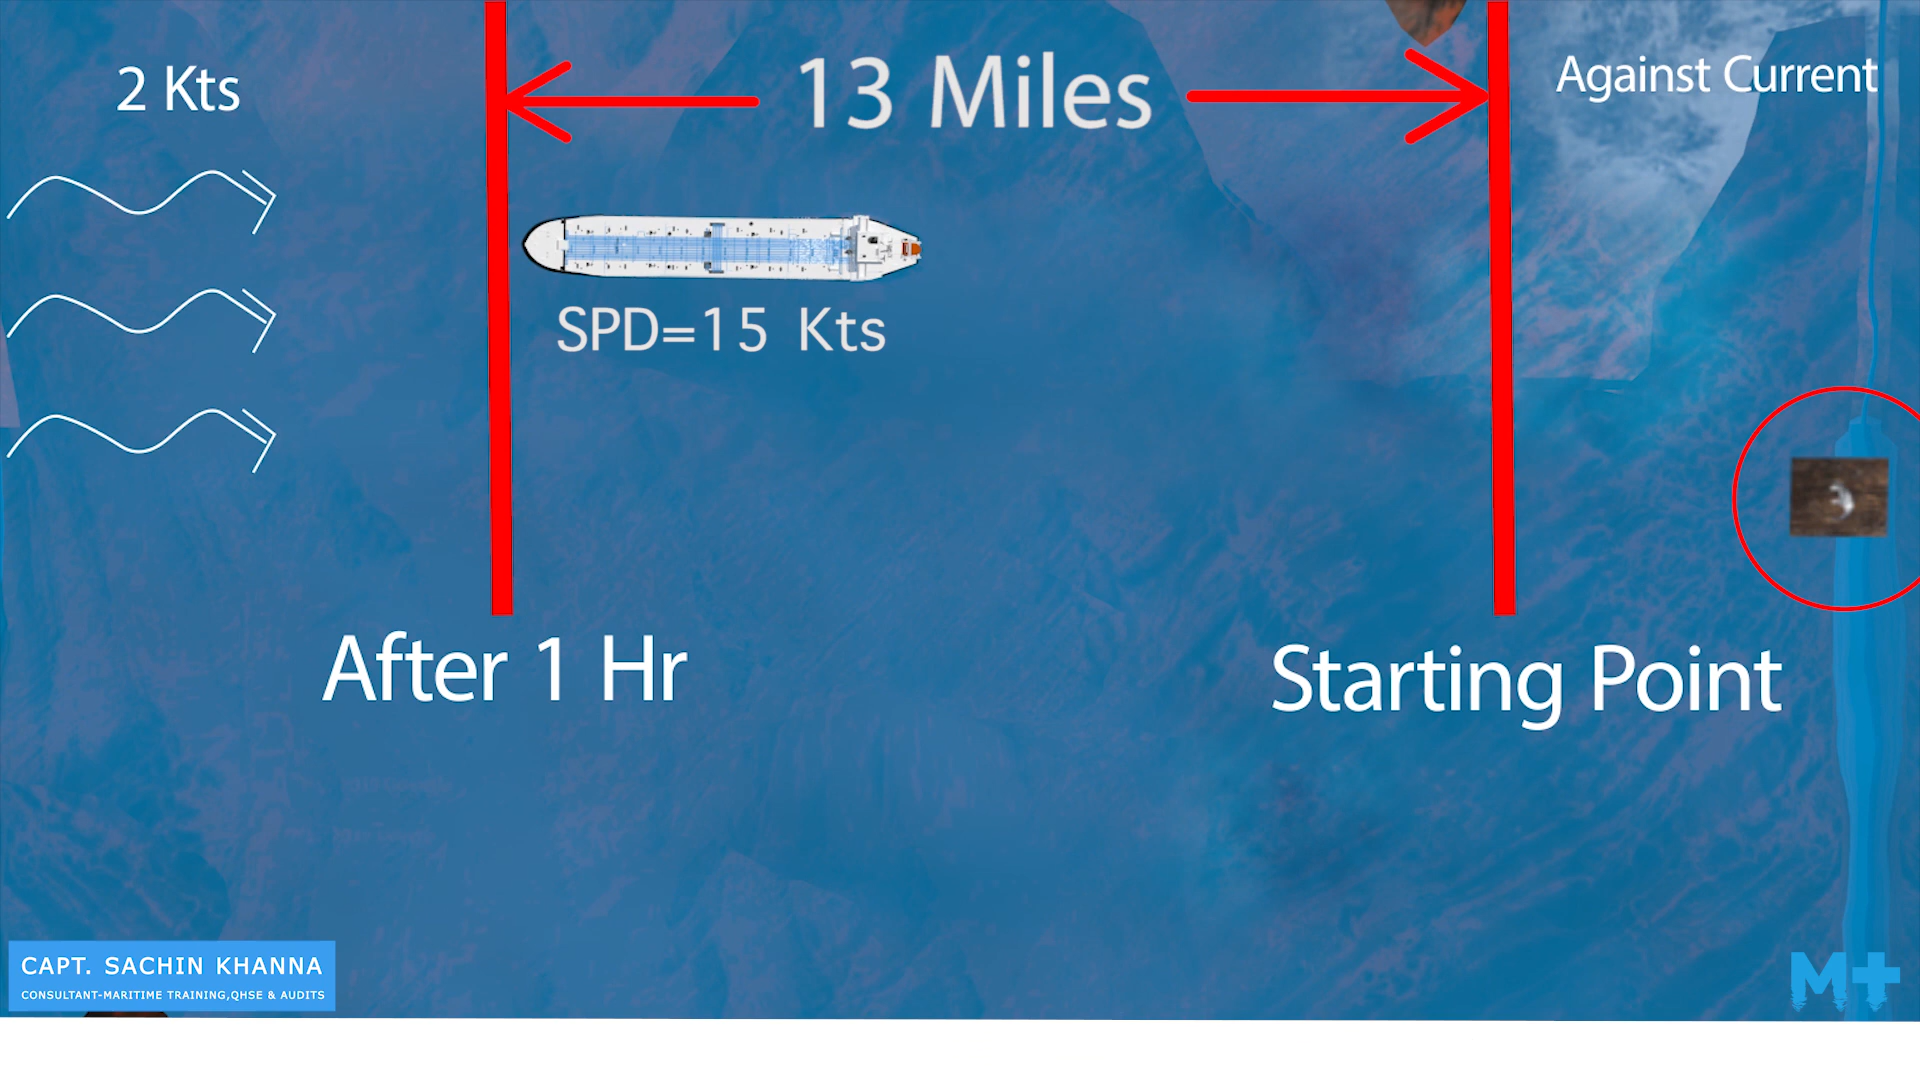 2 Kts
13 Miles
Against Current
SPD=15 Kts
After 1 Hr
Starting Point
CAPT. SACHIN KHANNA
CONSULTANT-MARITIME TRAINING,QHSE & AUDITS
M+